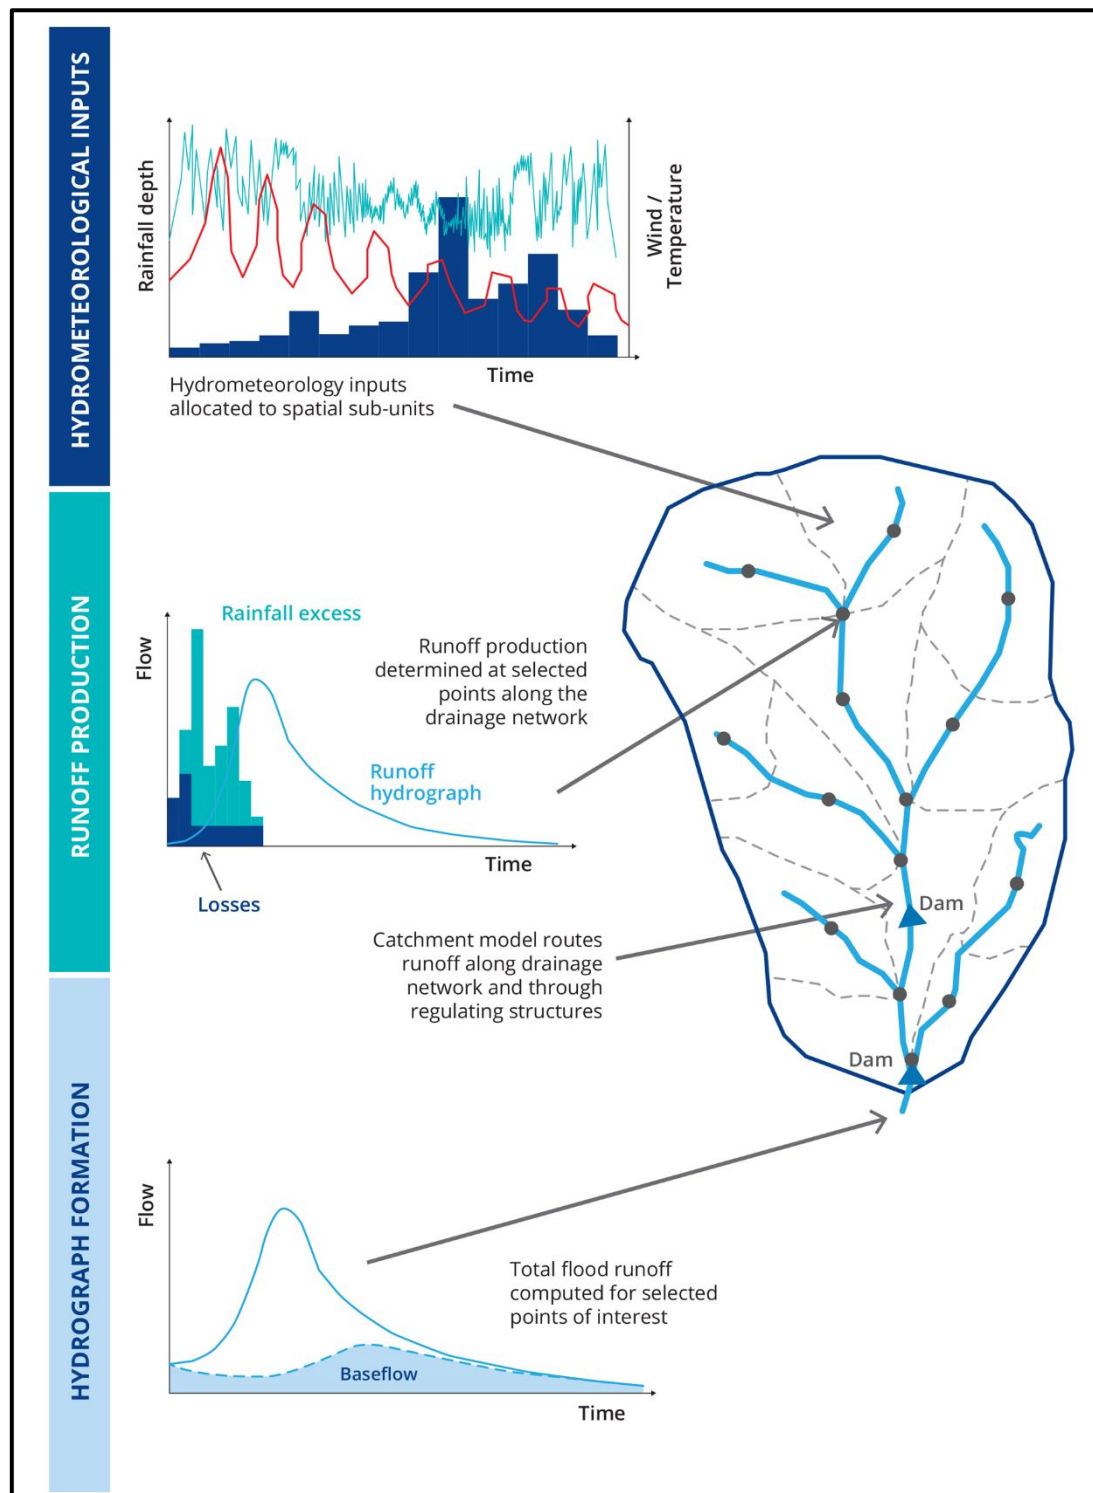 HYDROMETEOROLOGICAL INPUTS
Rainfall depth
Wind /
Temperature
Time
Hydrometeorology inputs
allocated to spatial sub-units
RUNOFF PRODUCTION
Flow
Rainfall excess
Runoff
hydrograph
Time
Losses
Runoff production
determined at selected
points along the
drainage network
Catchment model routes
runoff along drainage
network and through
regulating structures
Dam
Dam
HYDROGRAPH FORMATION
Flow
Baseflow
Time
Total flood runoff
computed for selected
points of interest